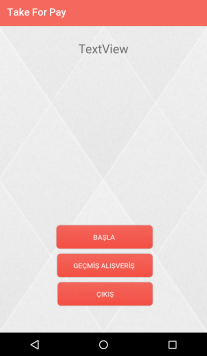 Take For Pay
TextView
BAŞLA
GEÇMİŞ ALIŞVERİŞ
ÇIKIŞ